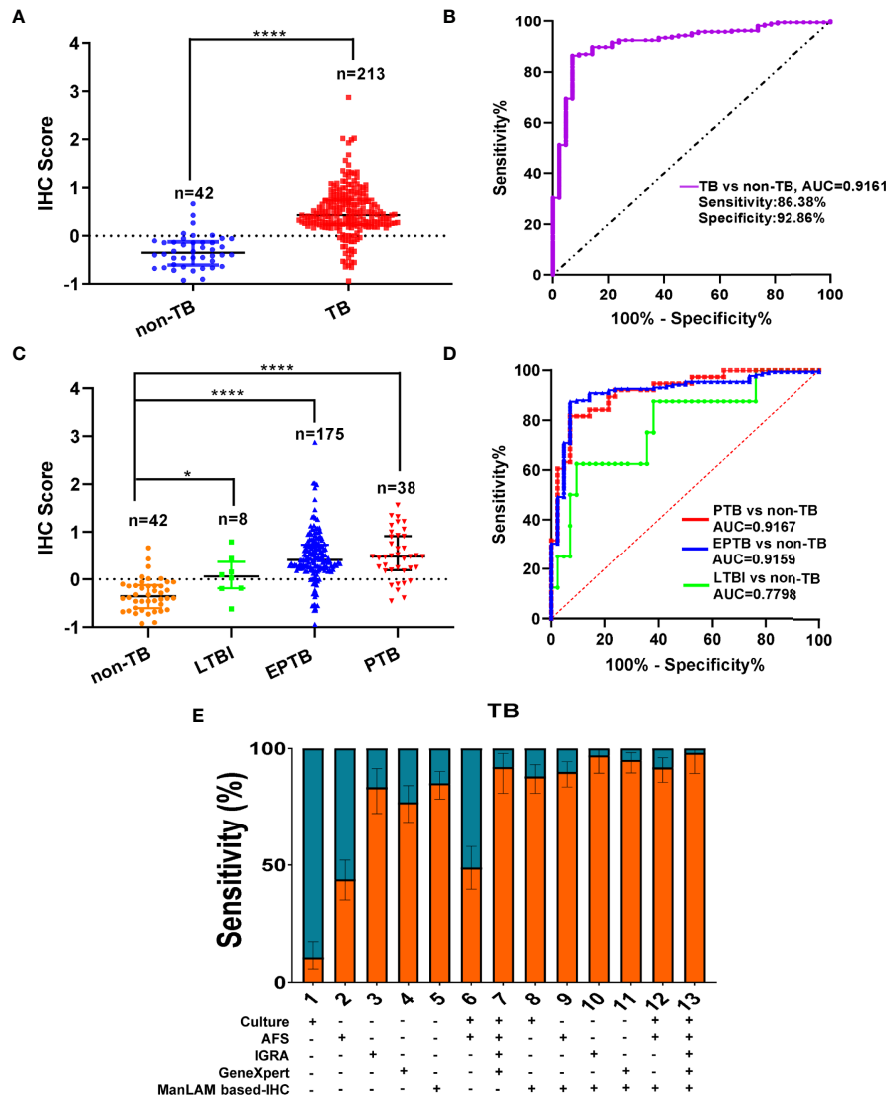 A
IHC Score
4
3
2
1
0
-1
****
n=42
n=213
non-TB
TB
B
Sensitivity%
100
80
60
40
20
0
TB vs non-TB, AUC=0.9161
Sensitivity:86.38%
Specificity:92.86%
0 20 40 60 80 100
100% - Specificity%
C
IHC Score
4
3
2
1
0
-1
****
****
*
n=42
n=8
n=175
n=38
non-TB
LTBI
EPTB
PTB
D
Sensitivity%
100
80
60
40
20
0
PTB vs non-TB
AUC=0.9167
EPTB vs non-TB
AUC=0.9159
LTBI vs non-TB
AUC=0.7798
0 20 40 60 80 100
100% - Specificity%
E
TB
Sensitivity (%)
100
50
0
1 2 3 4 5 6 7 8 9 10 11 12 13
Culture + - - - - + + + - - - + +
AFS - + - - - + + - + - - + +
IGRA - - + - - - + - - + - - +
GeneXpert - - - + - - + - - - + - +
ManLAM based-IHC - - - - + - - + + + + + +